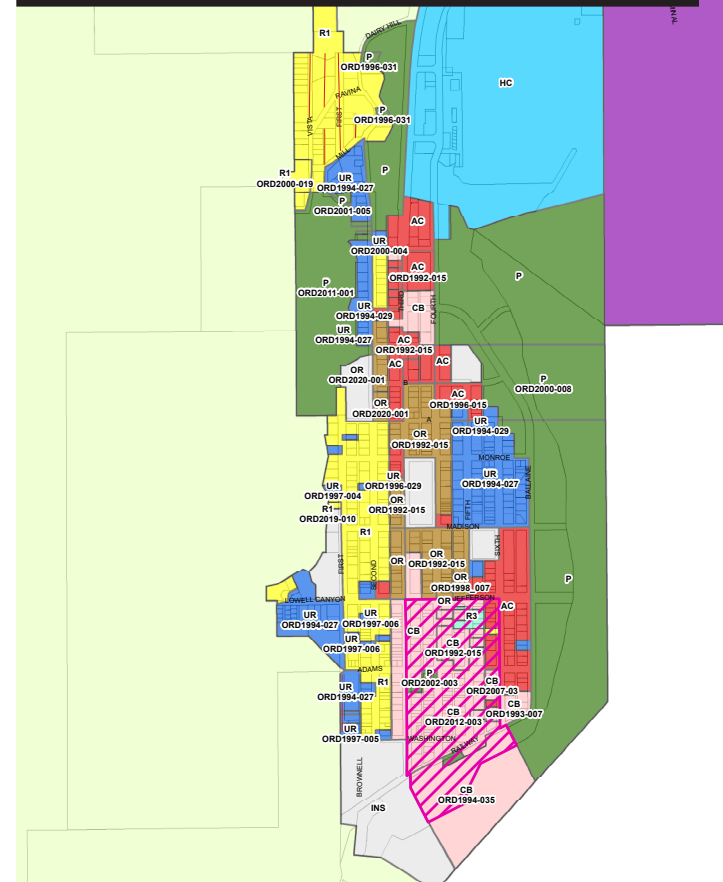 R1
DAIRY HILL
P
ORD1996-031
RAVINA
VISTA
FIRST
P
ORD1996-031
MILL
P
R1
ORD2000-019
UR
ORD1994-027
P
ORD2001-005
HC
AC
UR
ORD2000-004
AC
ORD1992-015
P
P
ORD2011-001
THIRD
CB
FOURTH
UR
ORD1994-029
UR
ORD1994-027
AC
ORD1992-015
AC
AC
OR
ORD2020-001
P
ORD2000-008
B
OR
ORD2020-001
AC
ORD1996-015
A
UR
ORD1994-029
OR
ORD1992-015
MONROE
UR
ORD1994-027
BALLAINE
UR
ORD1997-004
UR
ORD1996-029
OR
ORD1992-015
FIFTH
R1
ORD2019-010
MADISON
R1
SIXTH
OR
OR
ORD1992-015
FIRST
SECOND
OR
ORD1998_007
P
LOWELL CANYON
JEFFERSON
OR
AC
UR
ORD1994-027
UR
ORD1997-006
R3
CB
UR
ORD1997-006
CB
ORD1992-015
ADAMS
P
ORD2002-003
R1
UR
ORD1994-027
CB
ORD2007-03
CB
ORD2012-003
CB
ORD1993-007
UR
ORD1997-005
WASHINGTON
RAILWAY
BROWNELL
CB
ORD1994-035
INS